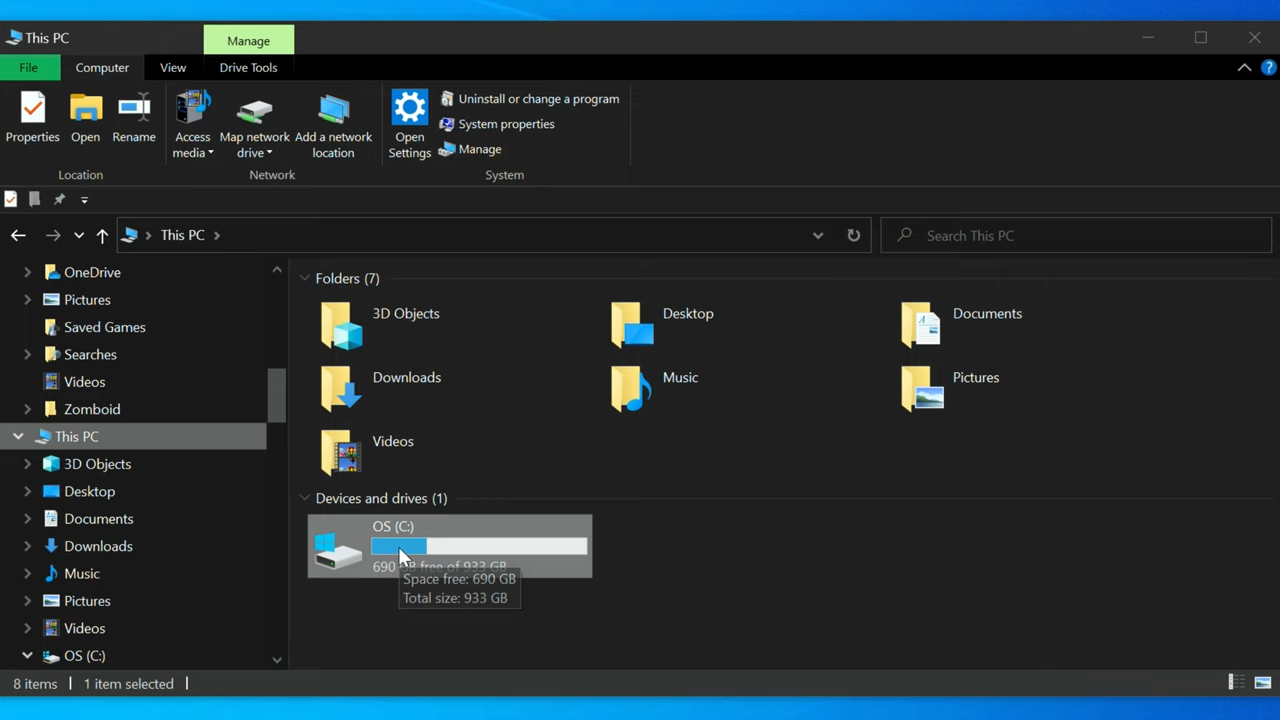 This PC
Manage
File
Computer
View
Drive Tools
Properties
Open
Rename
Access media
Map network drive
Add a network location
Open Settings
Uninstall or change a program
System properties
Manage
Location
Network
System
This PC
Search This PC
OneDrive
Pictures
Saved Games
Searches
Videos
Zomboid
This PC
3D Objects
Desktop
Documents
Downloads
Music
Pictures
Videos
OS (C:)
Folders (7)
3D Objects
Desktop
Documents
Downloads
Music
Pictures
Videos
Devices and drives (1)
OS (C:)
690 GB free of 933 GB
Space free: 690 GB
Total size: 933 GB
8 items
1 item selected